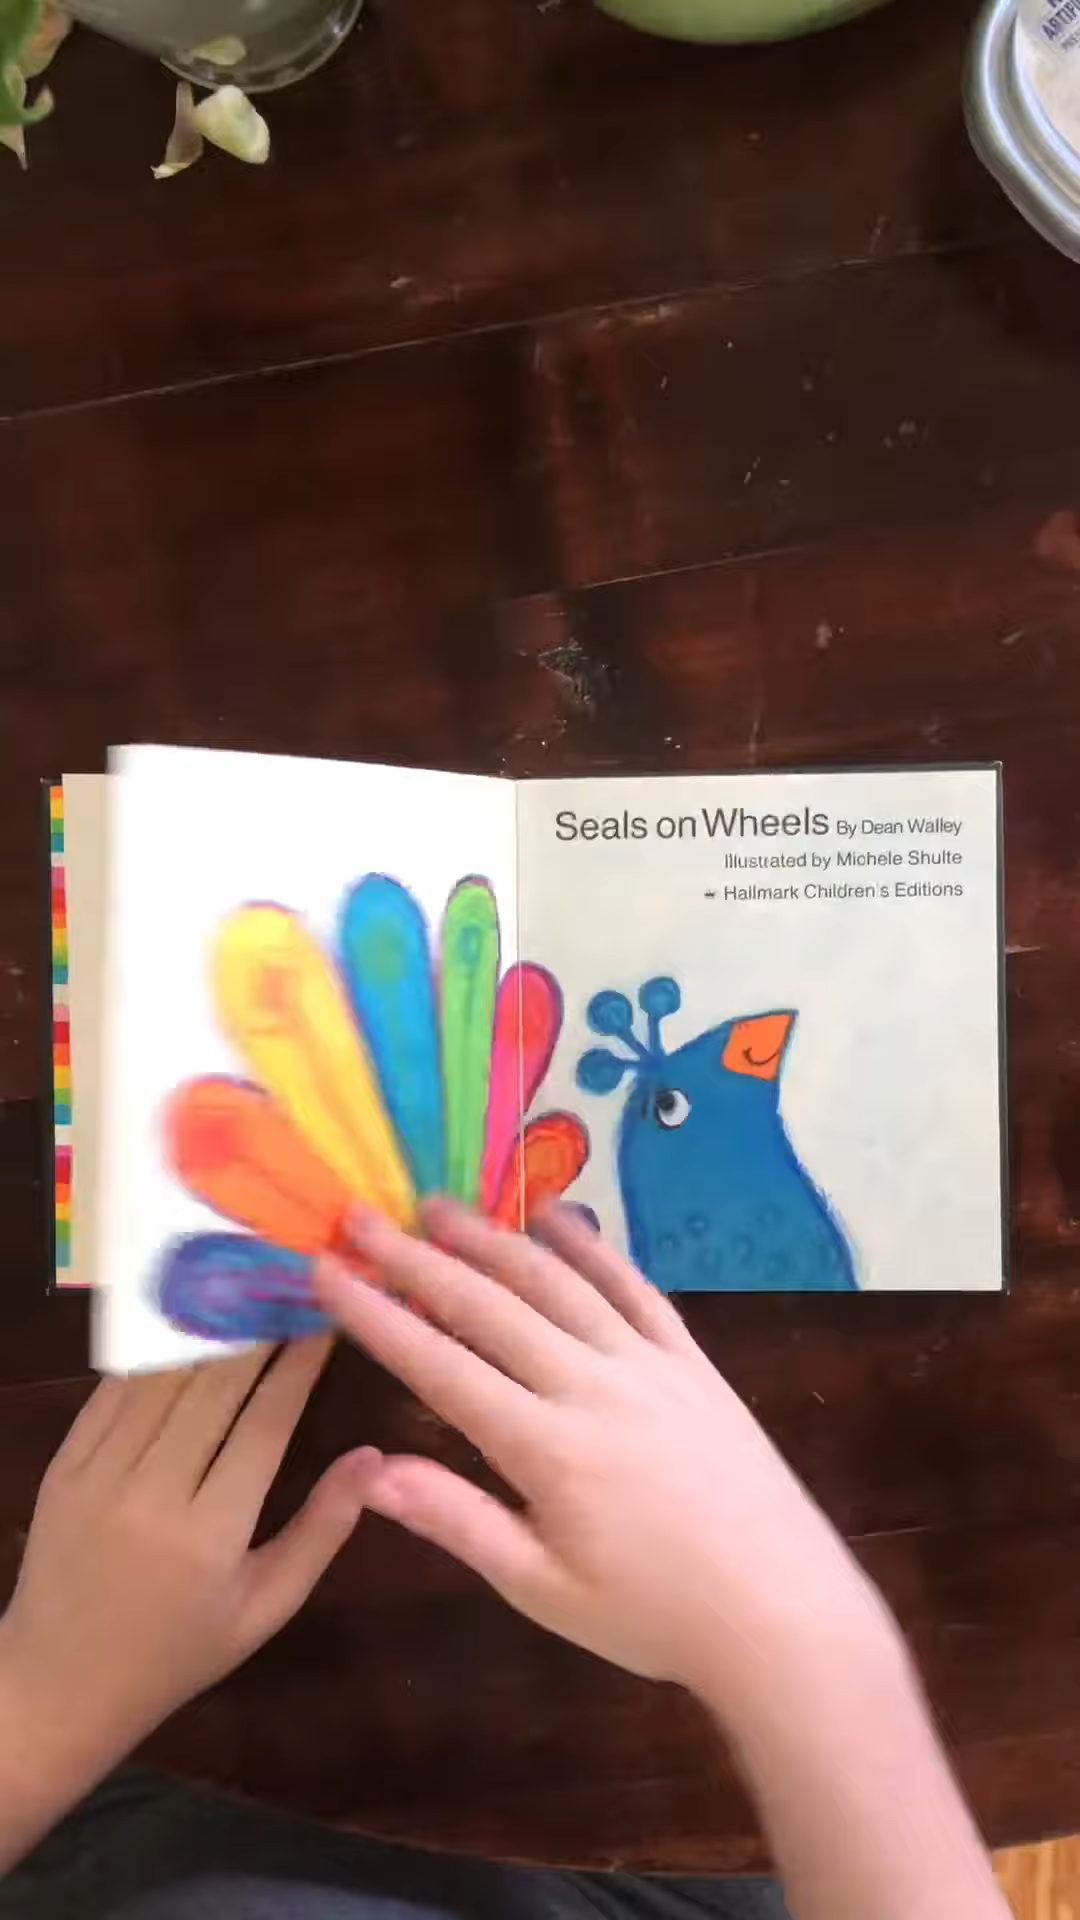 Seals on Wheels By Dean Walley
Illustrated by Michele Shulte
Hallmark Children's Editions